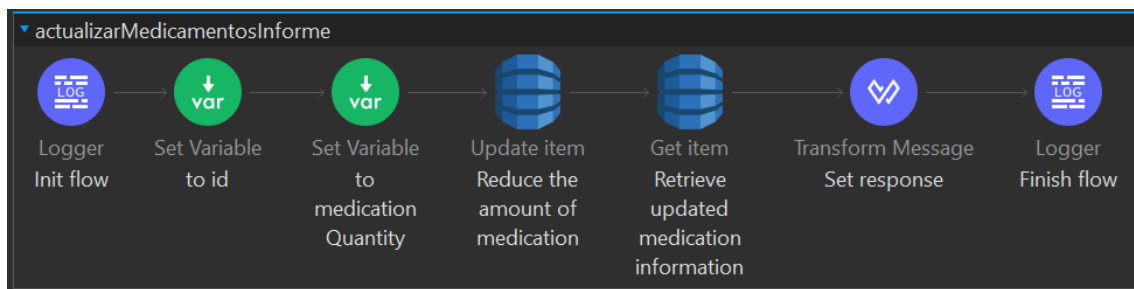 actualizarMedicamentosInforme
LOG
var
var
LOG
Logger
Set Variable
Set Variable
Update item
Get item
Transform Message
Logger
Init flow
to id
to
medication
Quantity
Reduce the
amount of
medication
Retrieve
updated
medication
information
Set response
Finish flow